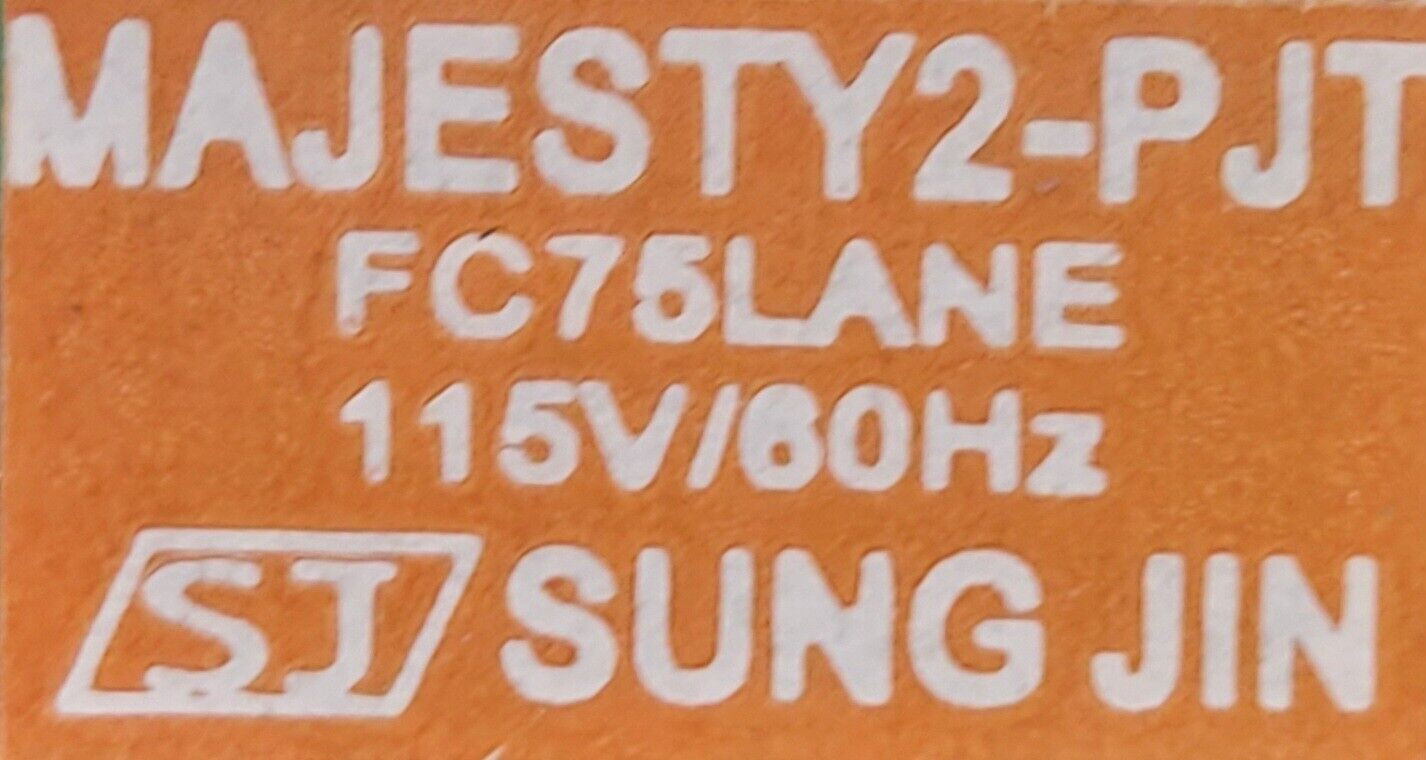 MAJESTY2-PJT
FC75LANE
115V/60Hz
SJ SUNG JIN